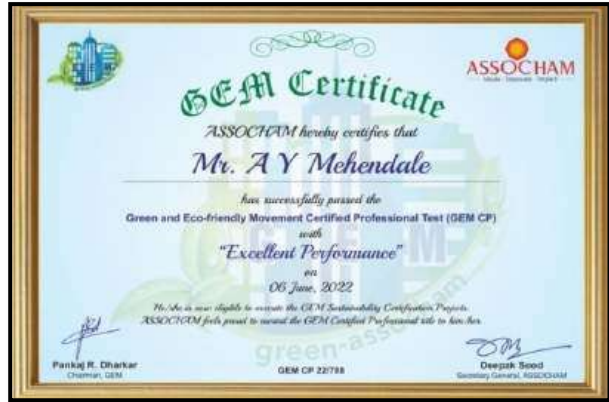 ASSOCHAM
GEM Certificate
ASSOCHAM hereby certifies that
Mr. A Y Mehendale
has successfully passed the
Green and Eco-friendly Movement Certified Professional Test (GEM CP)
with
"Excellent Performance"
on
06 June, 2022
He/she is now eligible to execute the GEM Sustainability Certification Projects.
ASSOCHAM feels proud to award the GEM Certified Professional title to him/her.
green-asso
Pankaj R. Dharkar
Chairman, GEM
GEM CP 22/788
Deepak Sood
Secretary General, ASSOCHAM